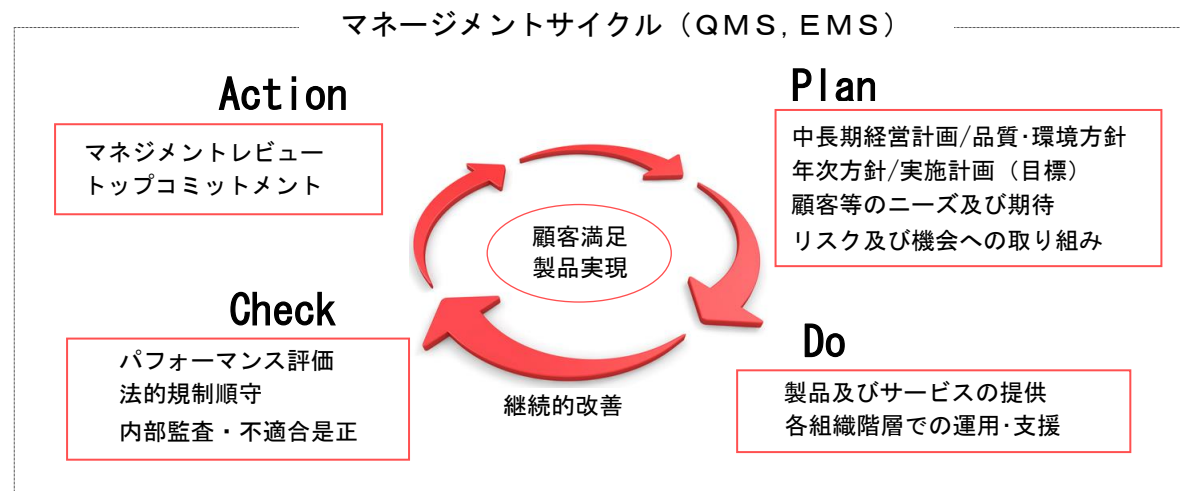 マネージメントサイクル（ＱＭＳ，ＥＭＳ）
Action
マネジメントレビュー
トップコミットメント
Plan
中長期経営計画/品質･環境方針
年次方針/実施計画（目標）
顧客等のニーズ及び期待
リスク及び機会への取り組み
顧客満足
製品実現
Check
パフォーマンス評価
法的規制順守
内部監査・不適合是正
Do
製品及びサービスの提供
各組織階層での運用･支援
継続的改善